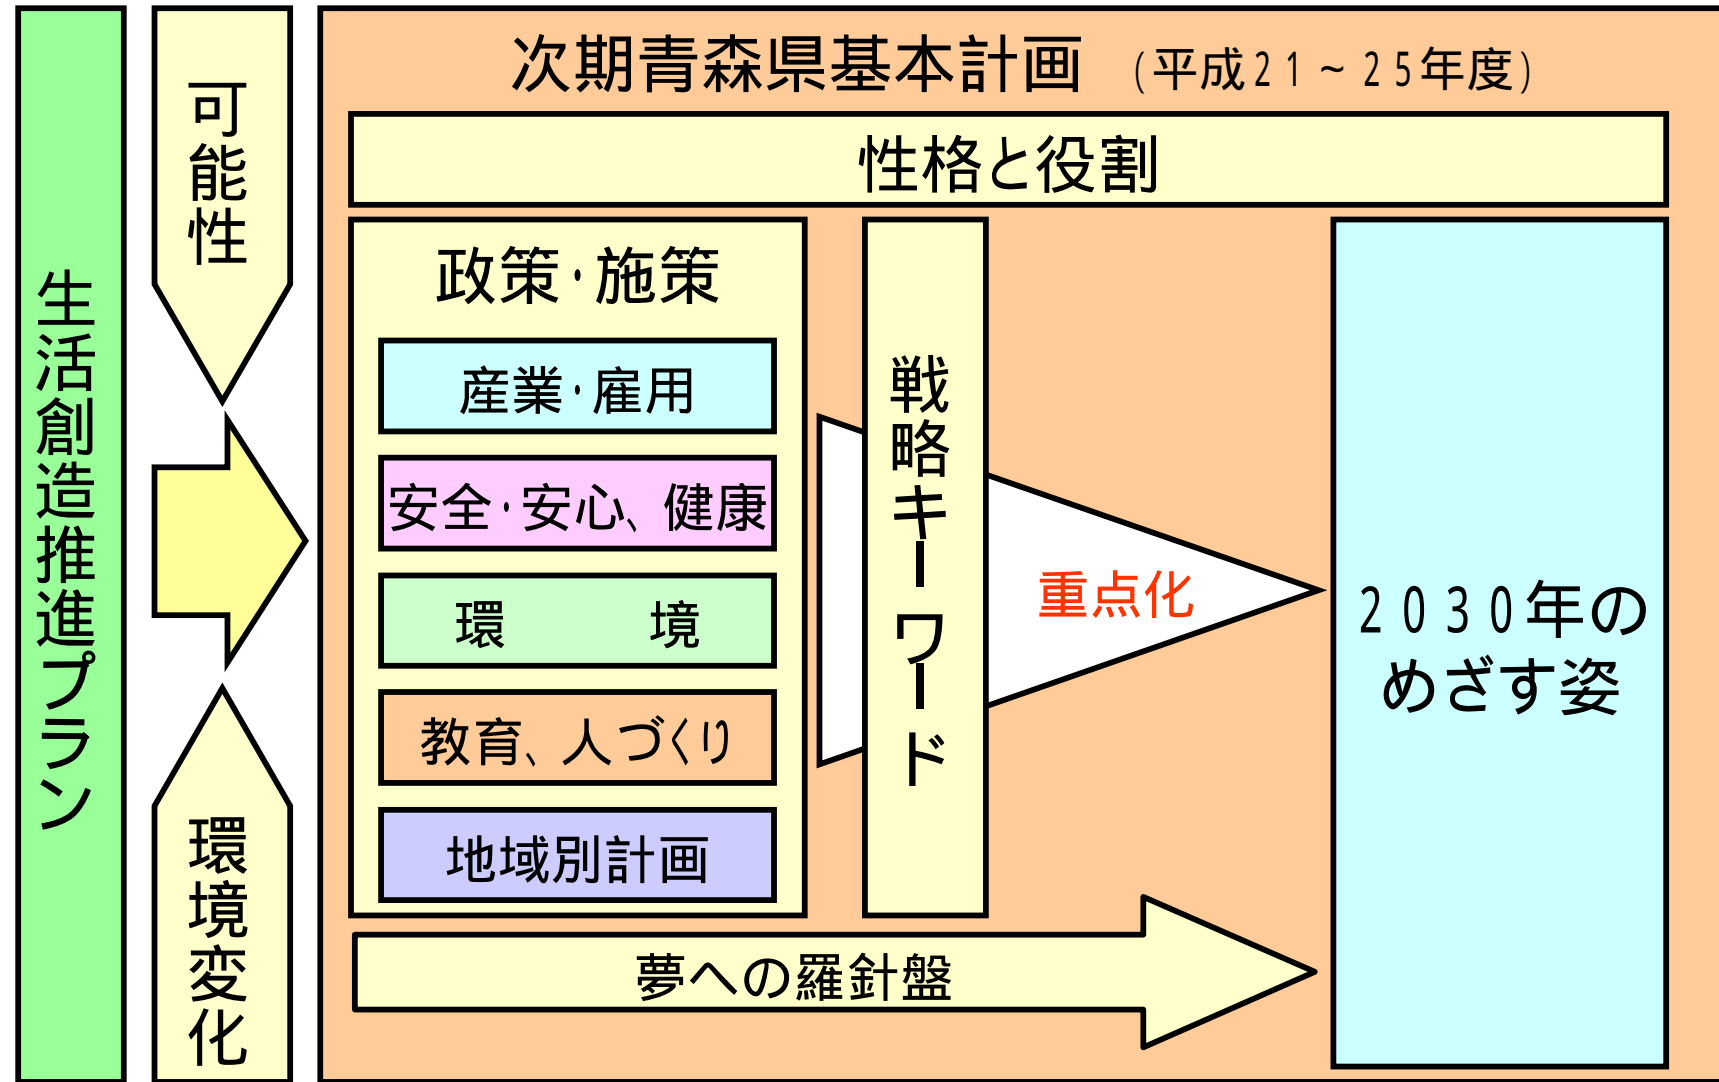 生活創造推進プラン
可能性
環境変化
次期青森県基本計画 (平成21～25年度)
性格と役割
政策・施策
産業・雇用
安全・安心、健康
環　　境
教育、人づくり
地域別計画
戦略キーワード
重点化
2030年の
めざす姿
夢への羅針盤